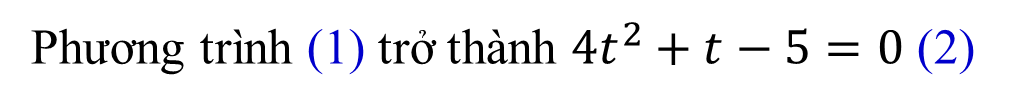 Phương trình (1) trở thành 4t² + t − 5 = 0 (2)